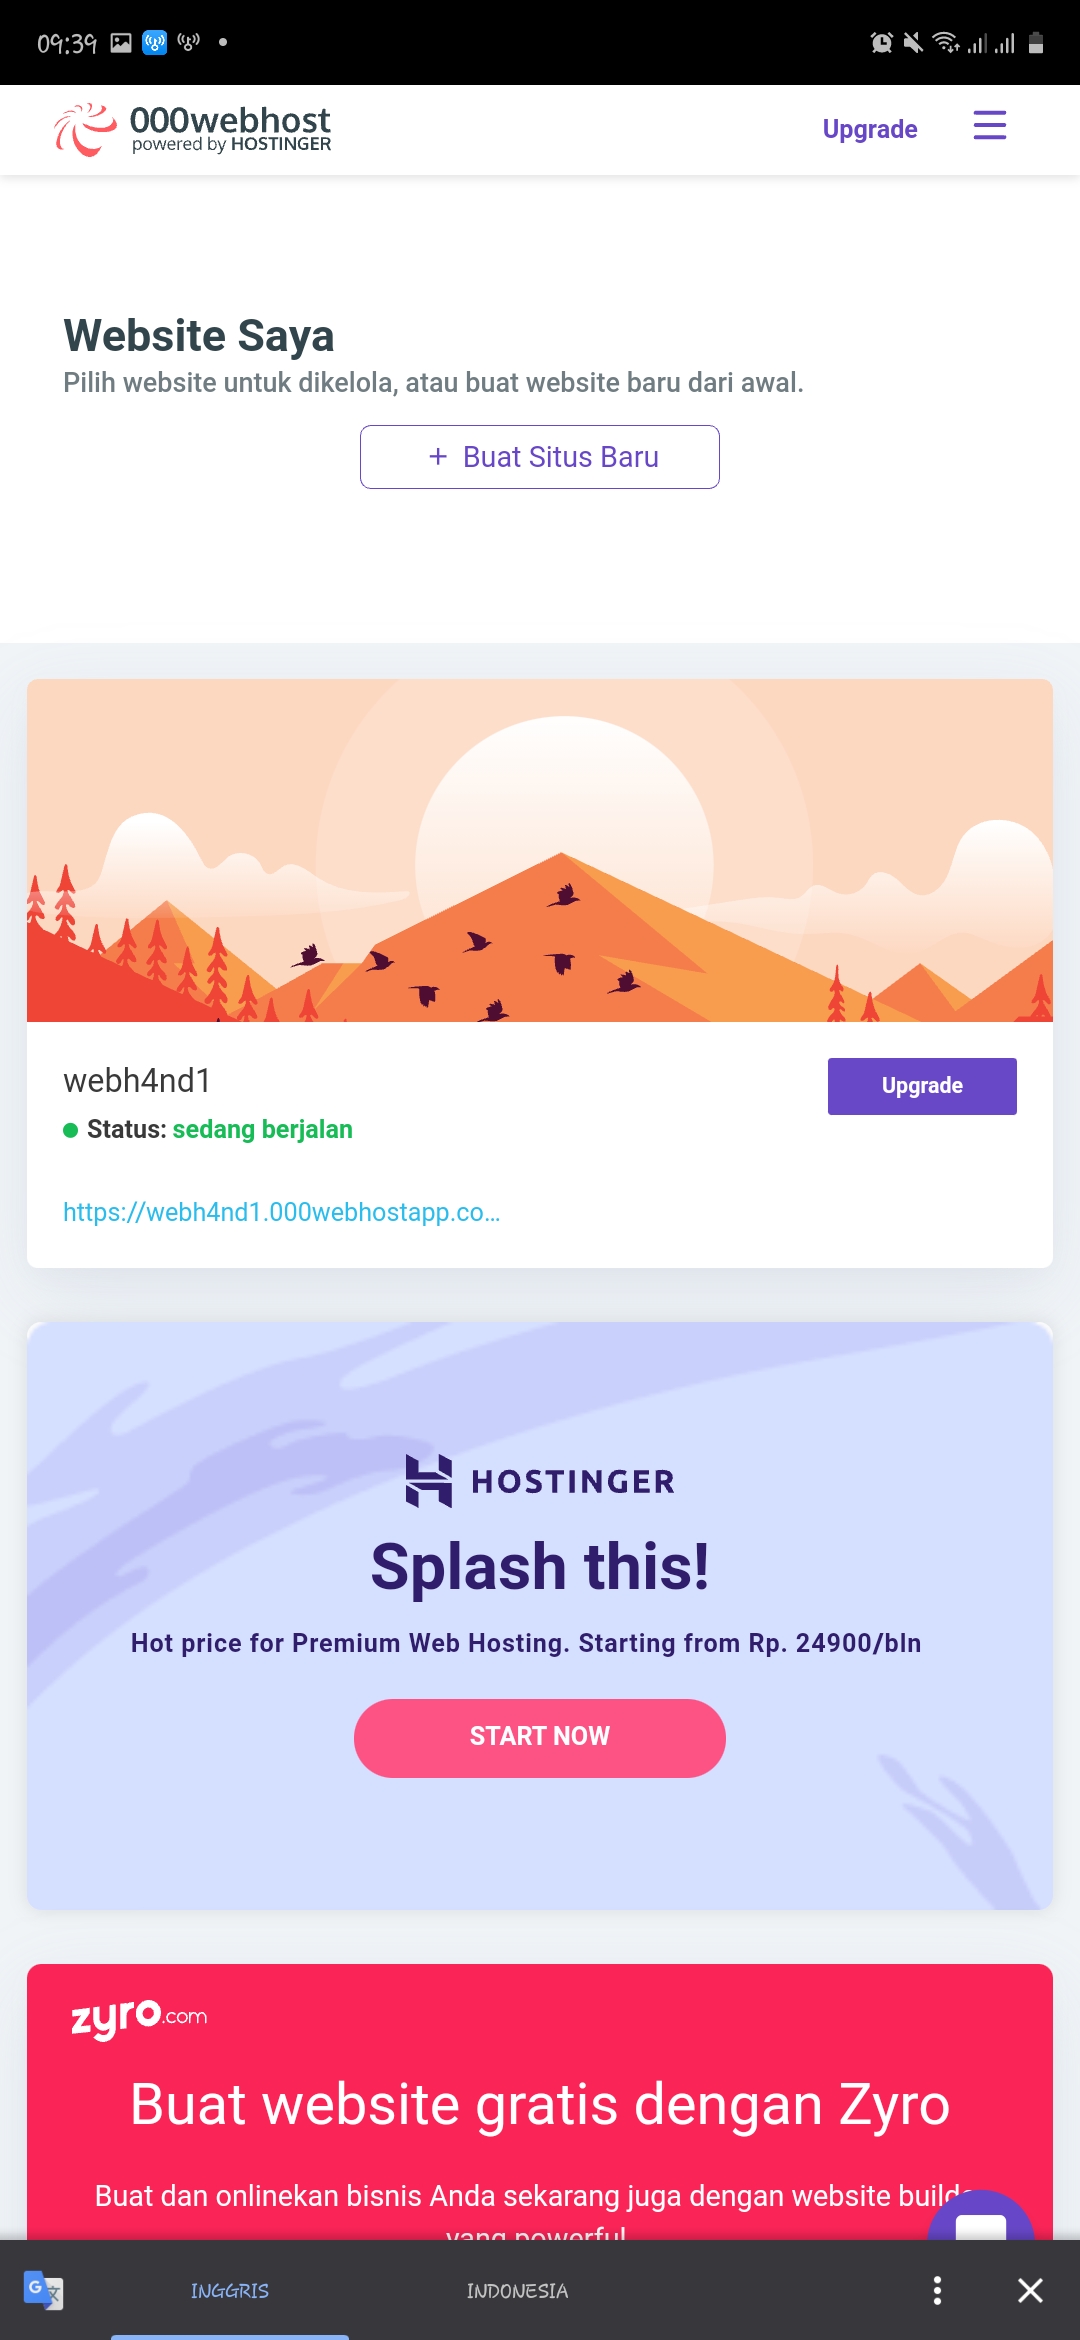 09:39
000webhost
powered by HOSTINGER
Upgrade
Website Saya
Pilih website untuk dikelola, atau buat website baru dari awal.
+ Buat Situs Baru
webh4nd1
Upgrade
Status: sedang berjalan
https://webh4nd1.000webhostapp.co...
HOSTINGER
Splash this!
Hot price for Premium Web Hosting. Starting from Rp. 24900/bln
START NOW
zyro.com
Buat website gratis dengan Zyro
Buat dan onlinekan bisnis Anda sekarang juga dengan website
yang powerful
INGGRIS
INDONESIA